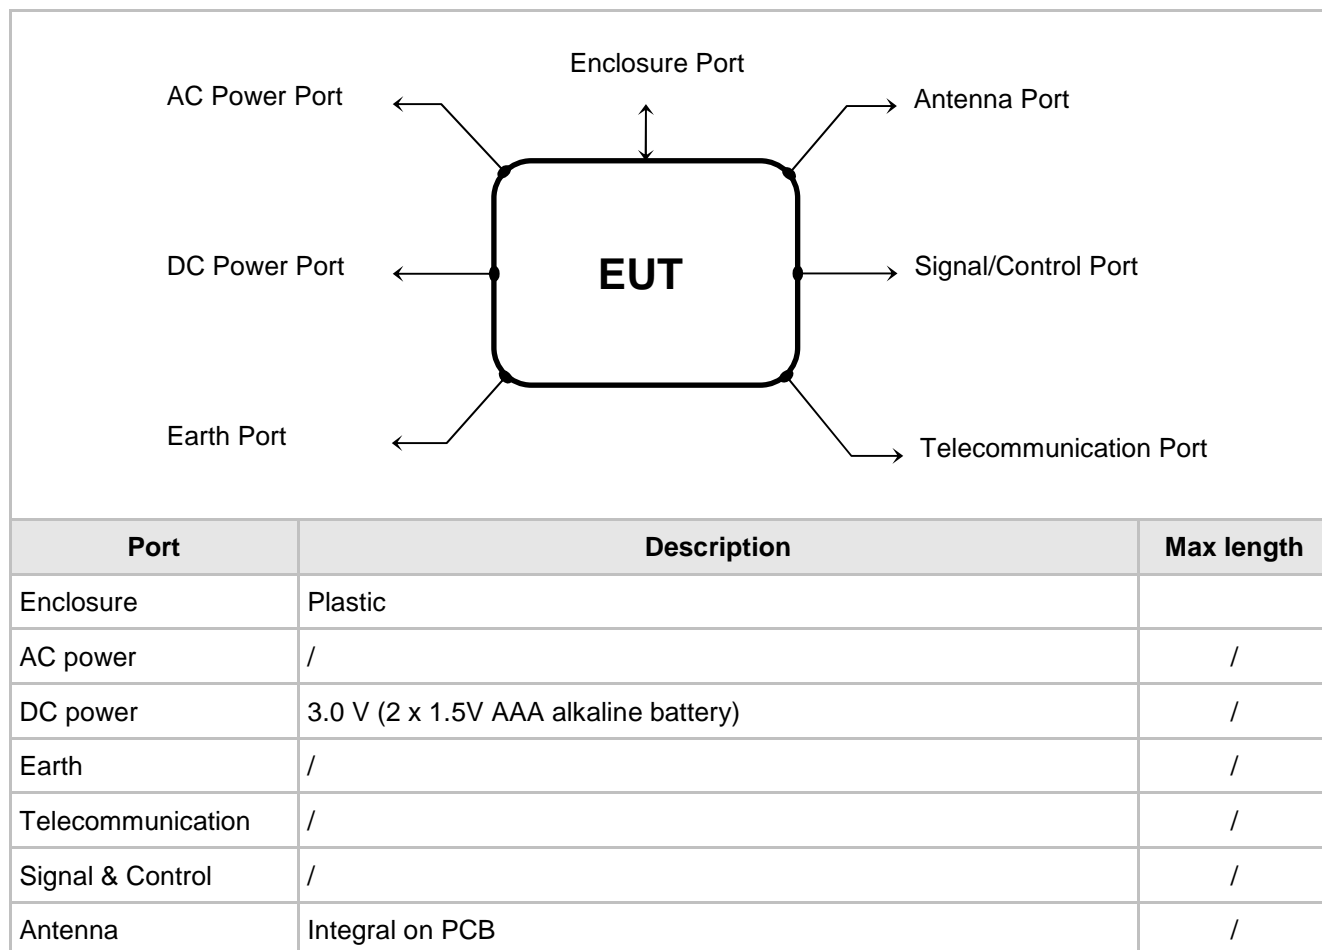 Enclosure Port
AC Power Port
Antenna Port
DC Power Port
EUT
Signal/Control Port
Earth Port
Telecommunication Port
Port Description Max length
Enclosure Plastic
AC power / /
DC power 3.0 V (2 x 1.5V AAA alkaline battery) /
Earth / /
Telecommunication / /
Signal & Control / /
Antenna Integral on PCB /